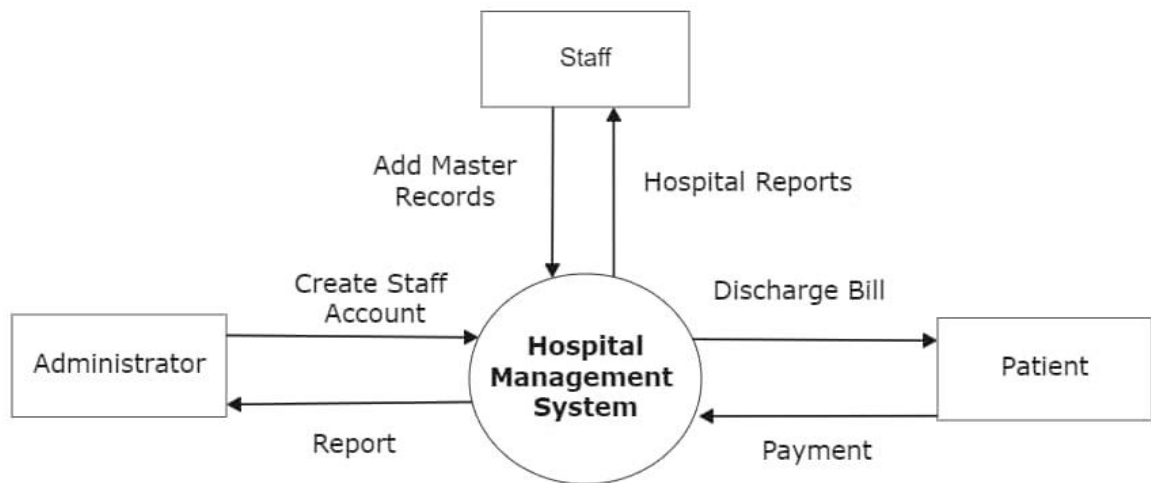 Staff
Add Master
Records
Hospital Reports
Create Staff
Account
Discharge Bill
Administrator
Hospital
Management
System
Patient
Report
Payment